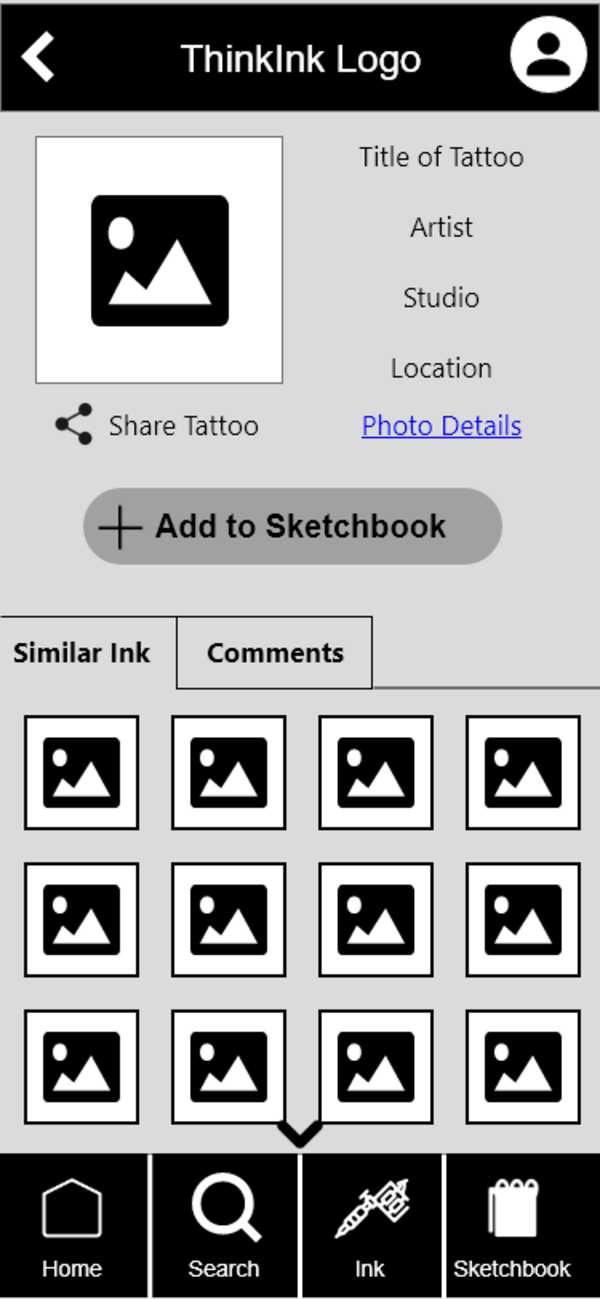 ThinkInk Logo
Title of Tattoo
Artist
Studio
Location
Share Tattoo
Photo Details
Add to Sketchbook
Similar Ink
Comments
Home
Search
Ink
Sketchbook